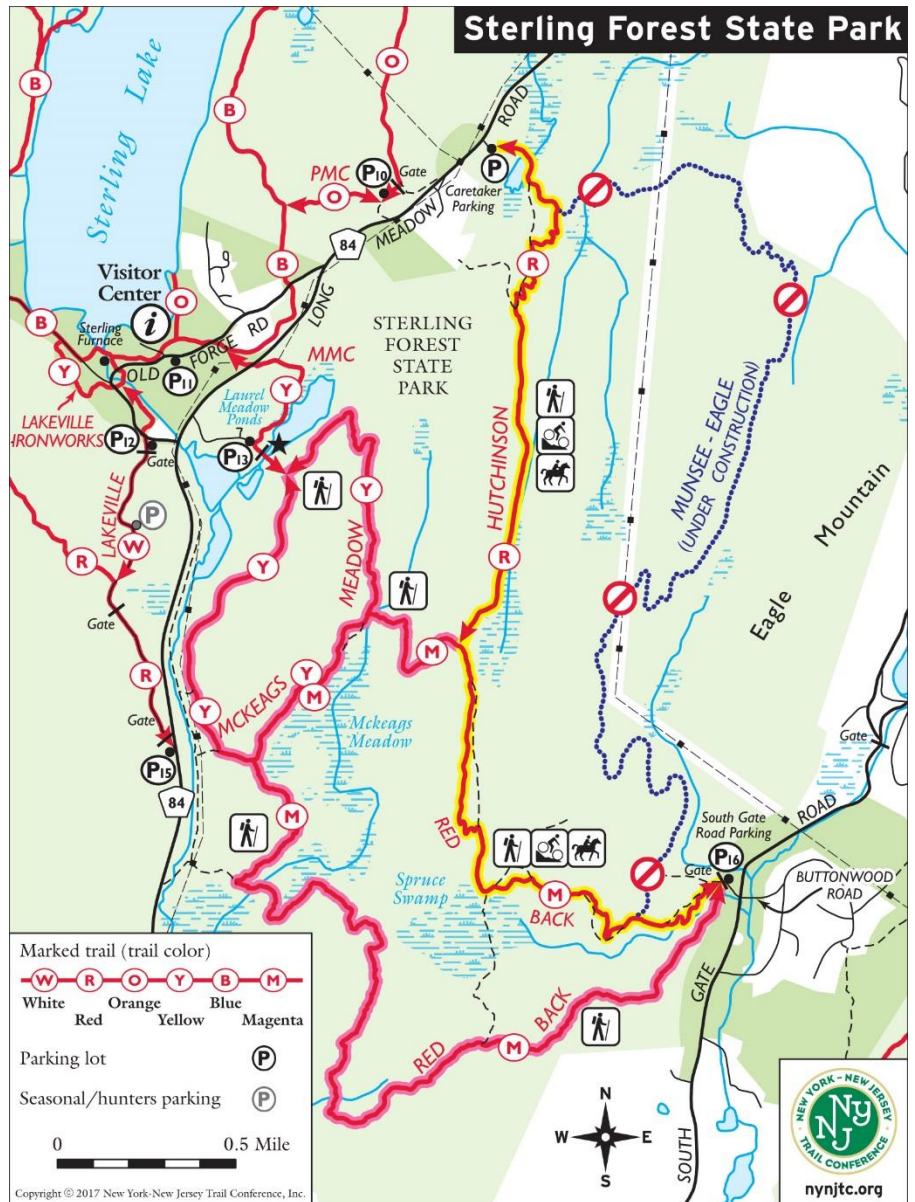 Sterling Forest State Park
Sterling Lake
B
B
O
B
O
PMC
P10
Gate
MEADOW
ROAD
P
Caretaker Parking
84
Visitor
Center
i
O
B
R
Sterling
Furnace
B
Y
OLD
FORGE
RD
LONG
P11
MMC
Y
STERLING
FOREST
STATE
PARK
LAKEVILLE
IRONWORKS
P12
Gate
Laurel
Meadow
Ponds
P13
LAKEVILLE
P
W
R
Gate
R
Gate
P15
84
Y
MEADOW
Y
Y
M
MCKEAGS
Y
M
Mckeags
Meadow
M
HUTCHINSON
R
MUNSEE - EAGLE
(UNDER CONSTRUCTION)
Eagle
Mountain
Gate
RED
M
BACK
Spruce
Swamp
South Gate
Road Parking
P16
Gate
ROAD
BUTTONWOOD
ROAD
GATE
SOUTH
RED
M
BACK
Marked trail (trail color)
W R O Y B M
White Orange Blue
Red Yellow Magenta
Parking lot P
Seasonal/hunters parking P
0 0.5 Mile
Copyright © 2017 New York-New Jersey Trail Conference, Inc.
N
W E
S
NEW YORK - NEW JERSEY
NY
NJ
TRAIL CONFERENCE
nynjtc.org